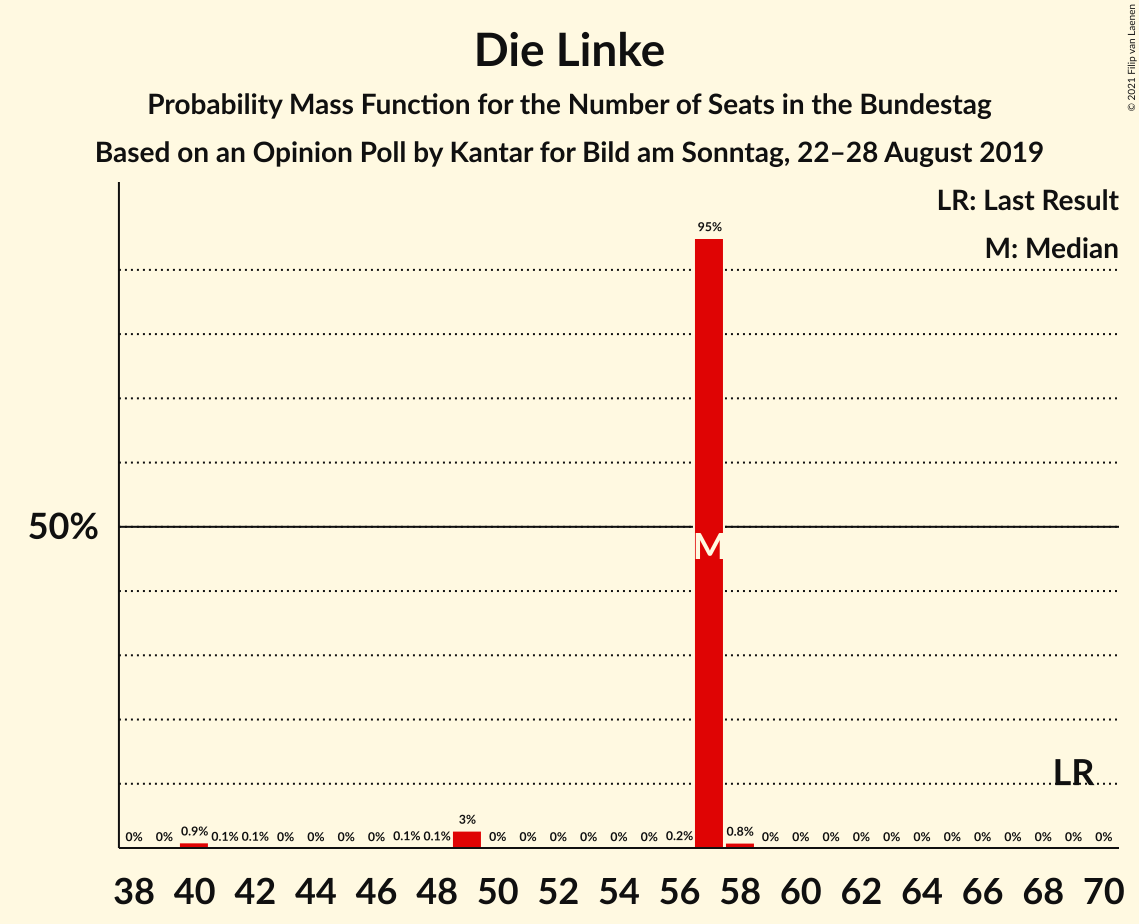 © 2021 Filip van Laenen
Die Linke
Probability Mass Function for the Number of Seats in the Bundestag
Based on an Opinion Poll by Kantar for Bild am Sonntag, 22–28 August 2019
LR: Last Result
M: Median
95%
50%
M
LR
0% 0% 0.9% 0.1% 0.1% 0% 0% 0% 0% 0.1% 0.1% 3% 0% 0% 0% 0% 0% 0% 0.2% 0.8% 0% 0% 0% 0% 0% 0% 0% 0% 0% 0% 0% 0%
38 40 42 44 46 48 50 52 54 56 58 60 62 64 66 68 70